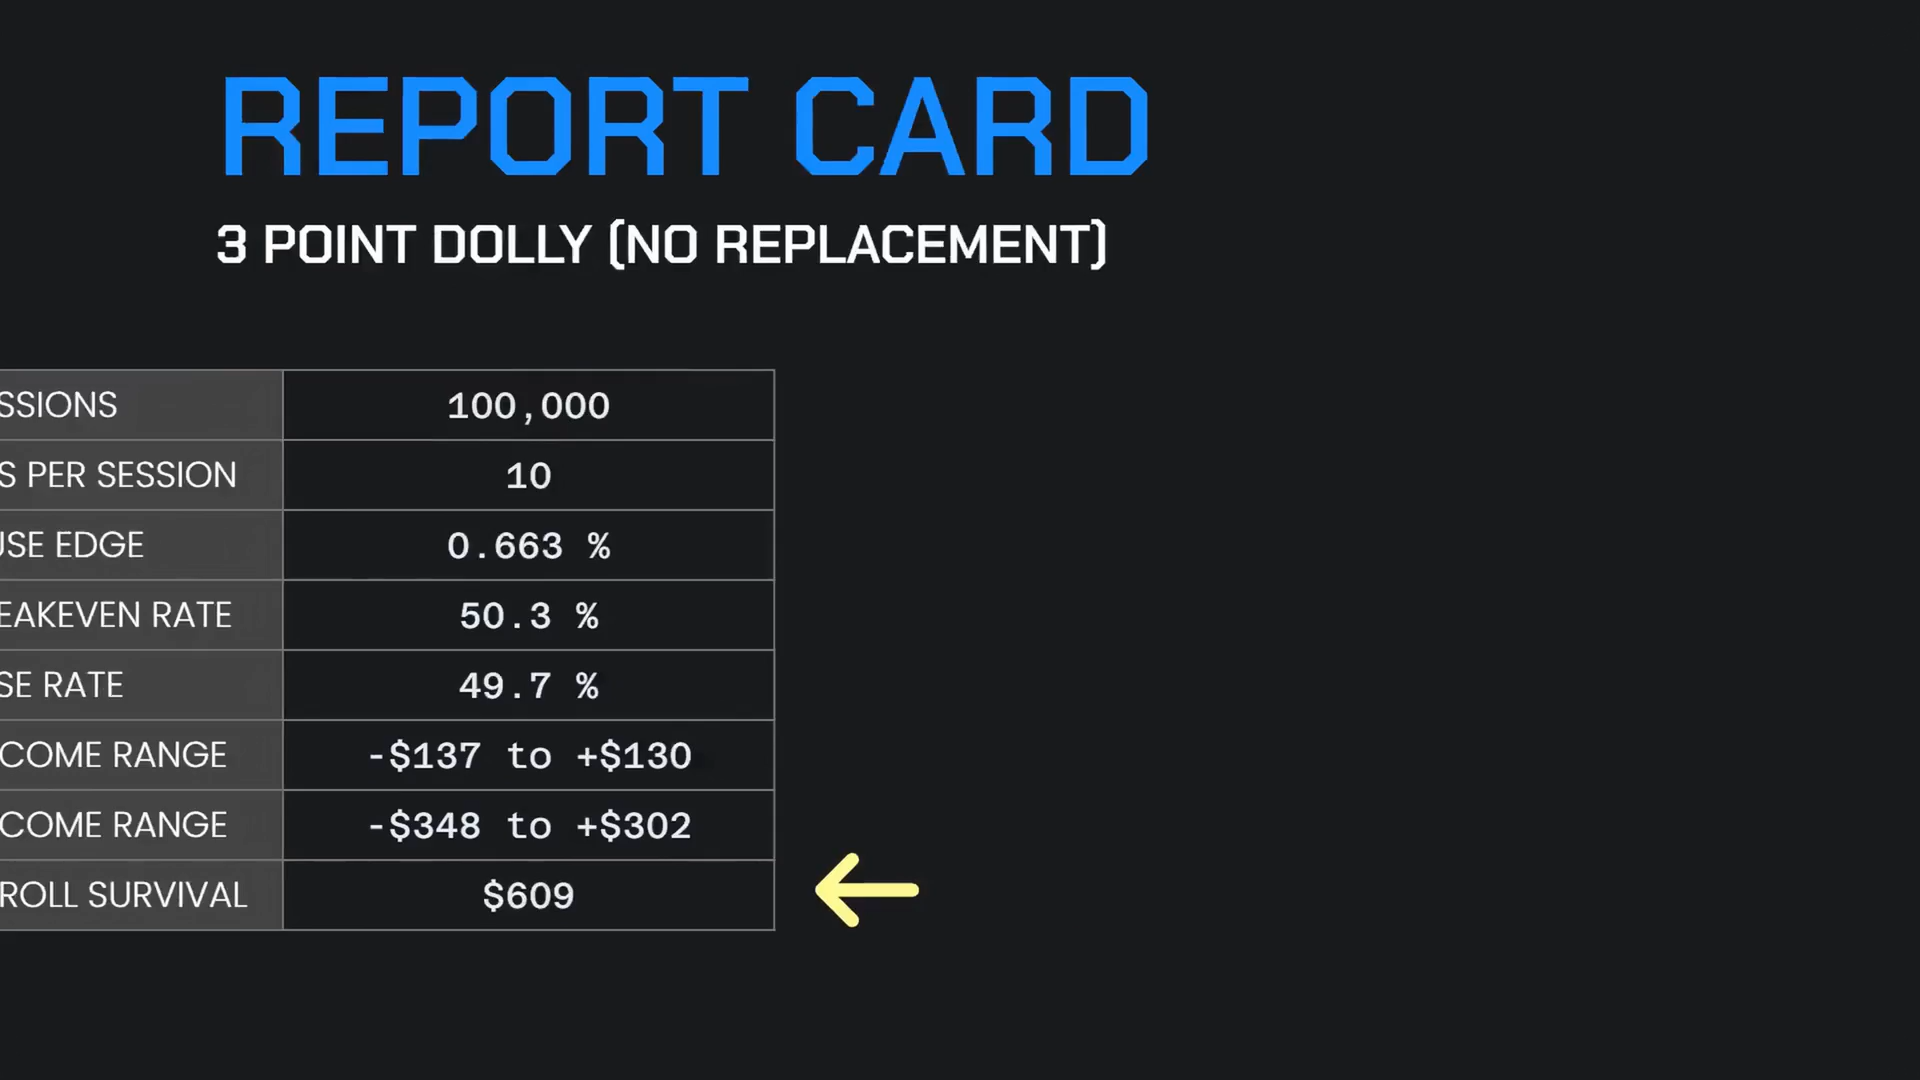 REPORT CARD
3 POINT DOLLY (NO REPLACEMENT)
SSIONS 100,000
S PER SESSION 10
USE EDGE 0.663 %
EAKEVEN RATE 50.3 %
SE RATE 49.7 %
COME RANGE -$137 to +$130
COME RANGE -$348 to +$302
ROLL SURVIVAL $609